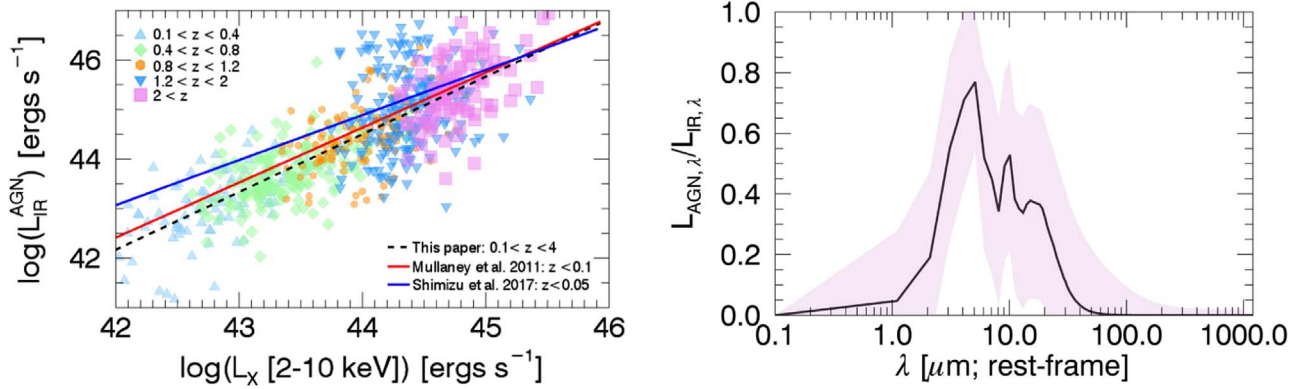 log(L_IR^AGN) [ergs s⁻¹]
46
44
42
0.1 < z < 0.4
0.4 < z < 0.8
0.8 < z < 1.2
1.2 < z < 2
2 < z
This paper: 0.1< z <4
Mullaney et al. 2011: z <0.1
Shimizu et al. 2017: z<0.05
42 43 44 45 46
log(L_X [2-10 keV]) [ergs s⁻¹]
L_AGN,λ/L_IR,λ
1.0
0.8
0.6
0.4
0.2
0.0
0.1 1.0 10.0 100.0 1000.0
λ [μm; rest-frame]